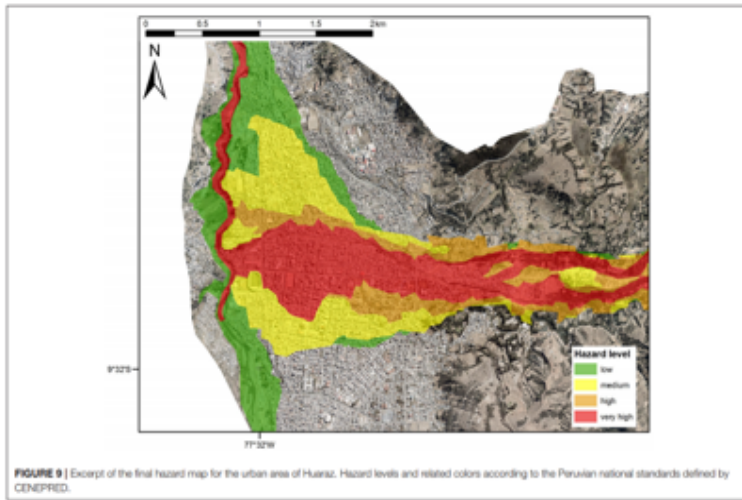 0 0.5 1 1.5 2 km
N
9°32'S
Hazard level
low
medium
high
very high
77°32'W
FIGURE 9 | Excerpt of the final hazard map for the urban area of Huaraz. Hazard levels and related colors according to the Peruvian national standards defined by
CENEPRED.